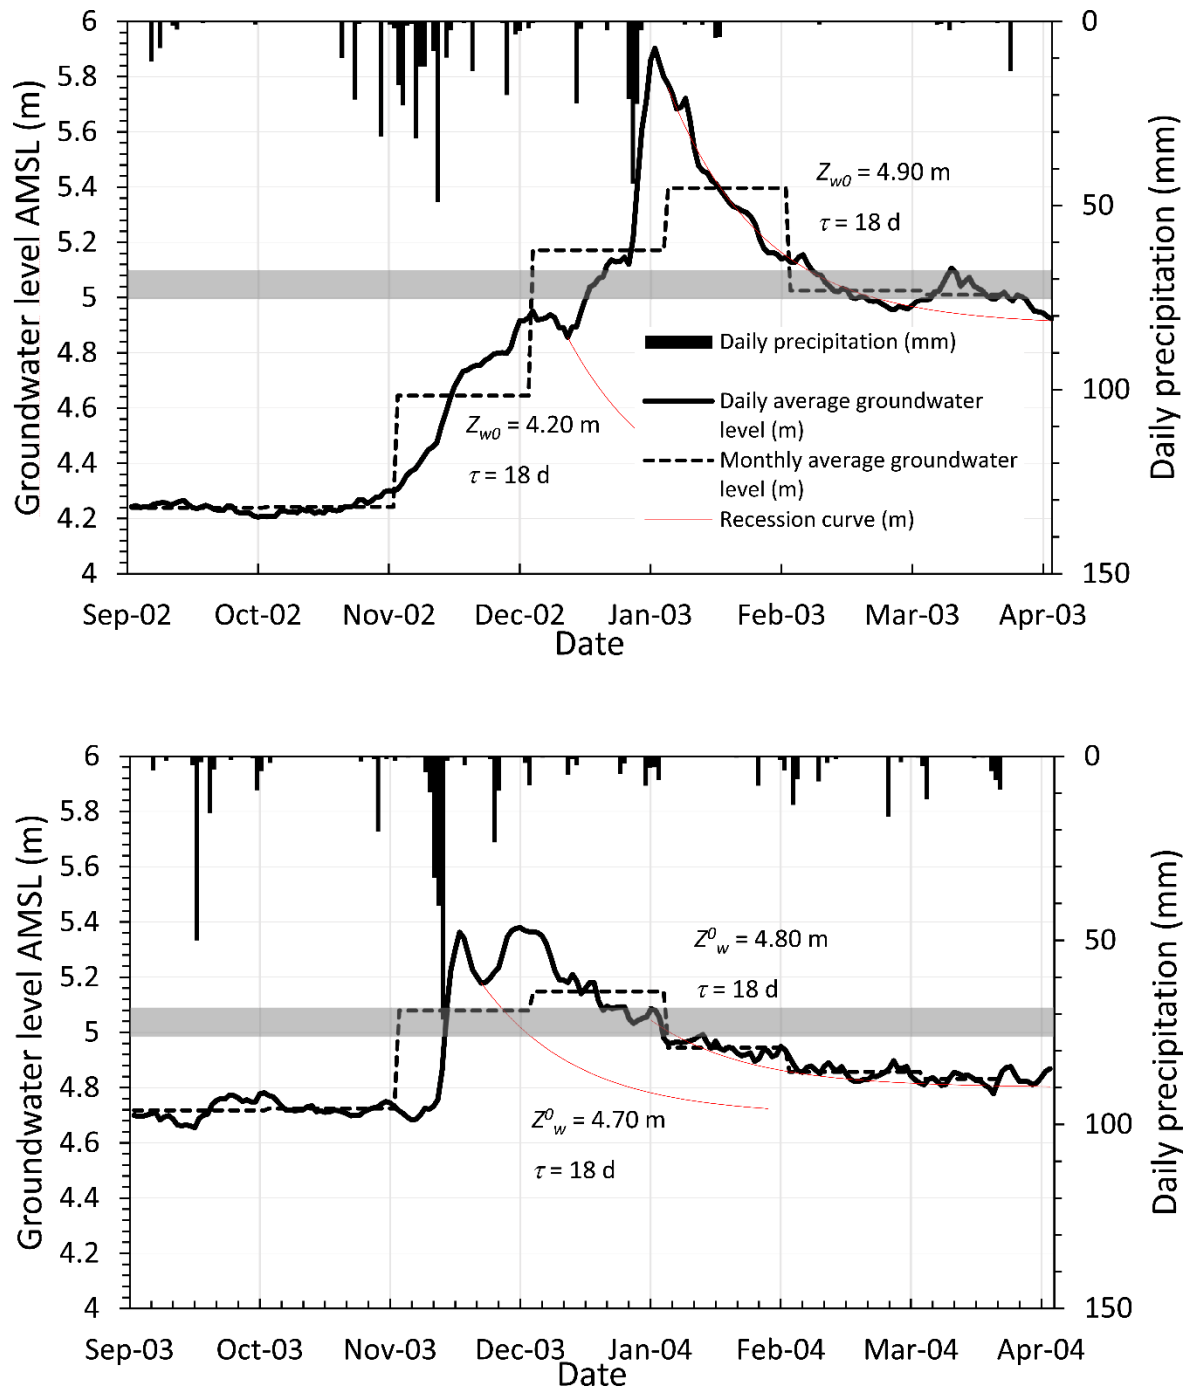 Groundwater level AMSL (m)
6
5.8
5.6
5.4
5.2
5
4.8
4.6
4.4
4.2
4
0
50
100
150
Daily precipitation (mm)
Zw0 = 4.90 m
τ = 18 d
Zw0 = 4.20 m
τ = 18 d
Daily precipitation (mm)
Daily average groundwater
level (m)
Monthly average groundwater
level (m)
Recession curve (m)
Sep-02 Oct-02 Nov-02 Dec-02 Jan-03 Feb-03 Mar-03 Apr-03
Date
Groundwater level AMSL (m)
6
5.8
5.6
5.4
5.2
5
4.8
4.6
4.4
4.2
4
0
50
100
150
Daily precipitation (mm)
Z⁰w = 4.80 m
τ = 18 d
Z⁰w = 4.70 m
τ = 18 d
Sep-03 Oct-03 Nov-03 Dec-03 Jan-04 Feb-04 Mar-04 Apr-04
Date